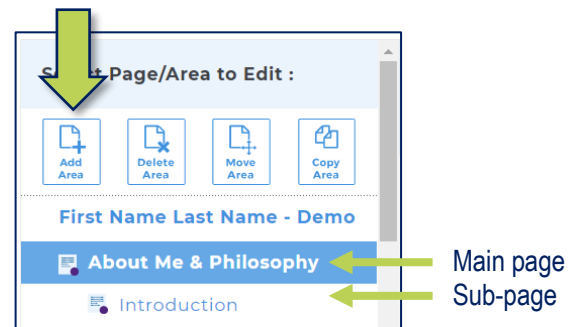 Page/Area to Edit :
Add Area
Delete Area
Move Area
Copy Area
First Name Last Name - Demo
About Me & Philosophy
Main page
Introduction
Sub-page